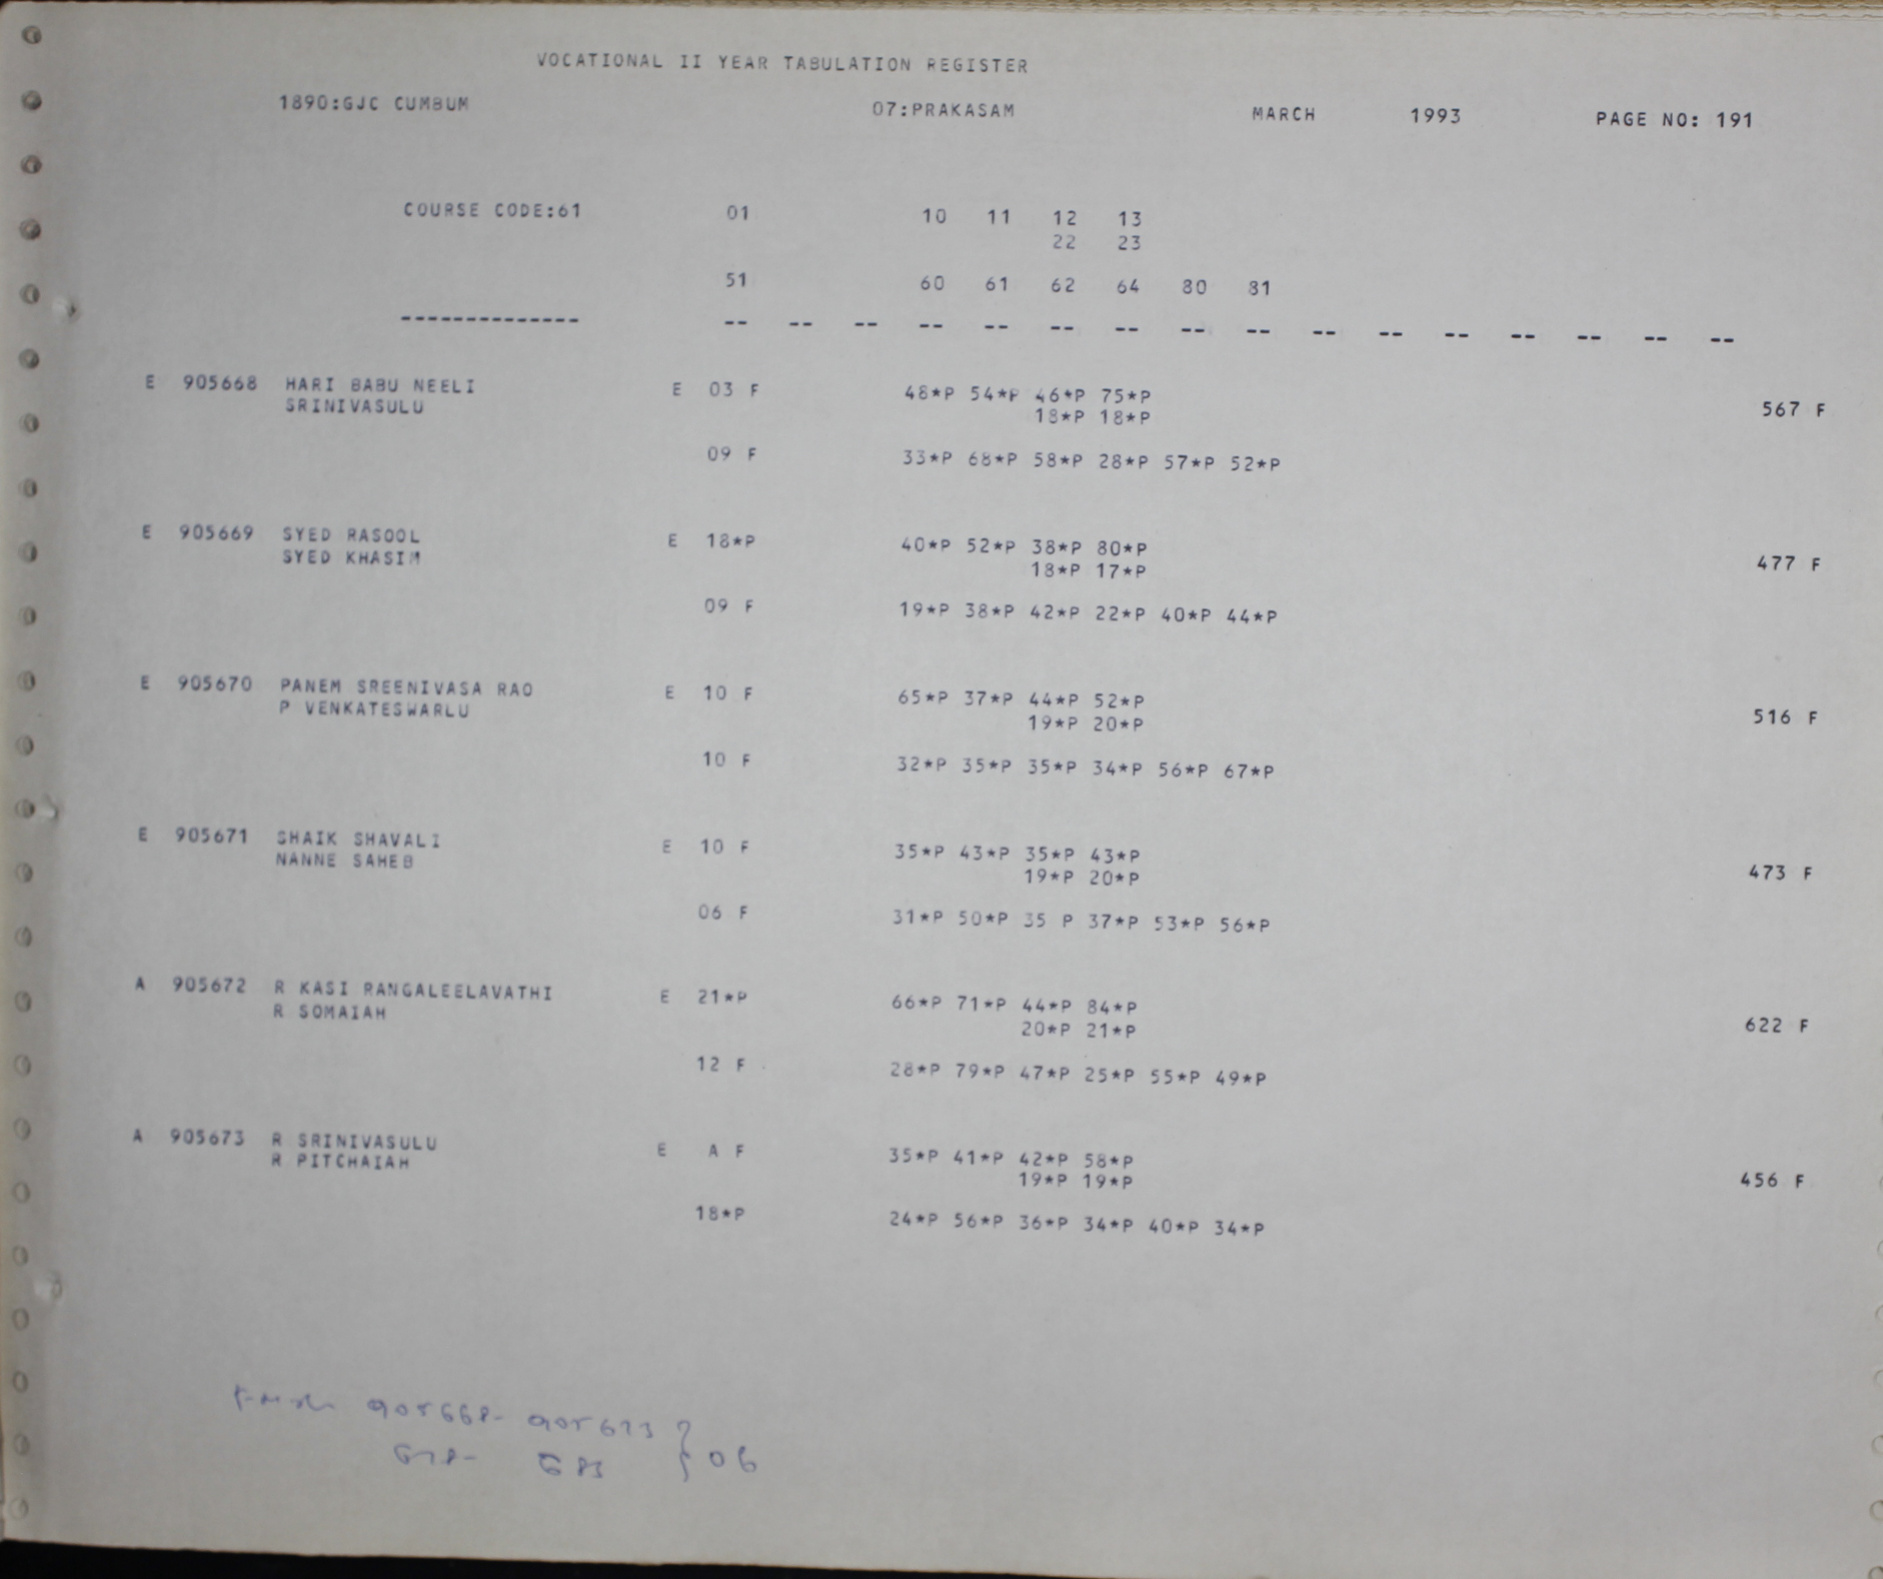 VOCATIONAL II YEAR TABULATION REGISTER
1890:GJC CUMBUM 07:PRAKASAM MARCH 1993 PAGE NO: 191
COURSE CODE:61 01 10 11 12 13
22 23
51 60 61 62 64 80 81
-------------- -- -- -- -- -- -- -- -- -- -- -- -- -- -- -- --
E 905668 HARI BABU NEELI E 03 F 48*P 54*P 46*P 75*P
SRINIVASULU 18*P 18*P 567 F
09 F 33*P 68*P 58*P 28*P 57*P 52*P
E 905669 SYED RASOOL E 18*P 40*P 52*P 38*P 80*P
SYED KHASIM 18*P 17*P 477 F
09 F 19*P 38*P 42*P 22*P 40*P 44*P
E 905670 PANEM SREENIVASA RAO E 10 F 65*P 37*P 44*P 52*P
P VENKATESWARLU 19*P 20*P 516 F
10 F 32*P 35*P 35*P 34*P 56*P 67*P
E 905671 SHAIK SHAVALI E 10 F 35*P 43*P 35*P 43*P
NANNE SAHEB 19*P 20*P 473 F
06 F 31*P 50*P 35 P 37*P 53*P 56*P
A 905672 R KASI RANGALEELAVATHI E 21*P 66*P 71*P 44*P 84*P
R SOMAIAH 20*P 21*P 622 F
12 F 28*P 79*P 47*P 25*P 55*P 49*P
A 905673 R SRINIVASULU E A F 35*P 41*P 42*P 58*P
R PITCHAIAH 19*P 19*P 456 F
18*P 24*P 56*P 36*P 34*P 40*P 34*P
905668- 905673
06